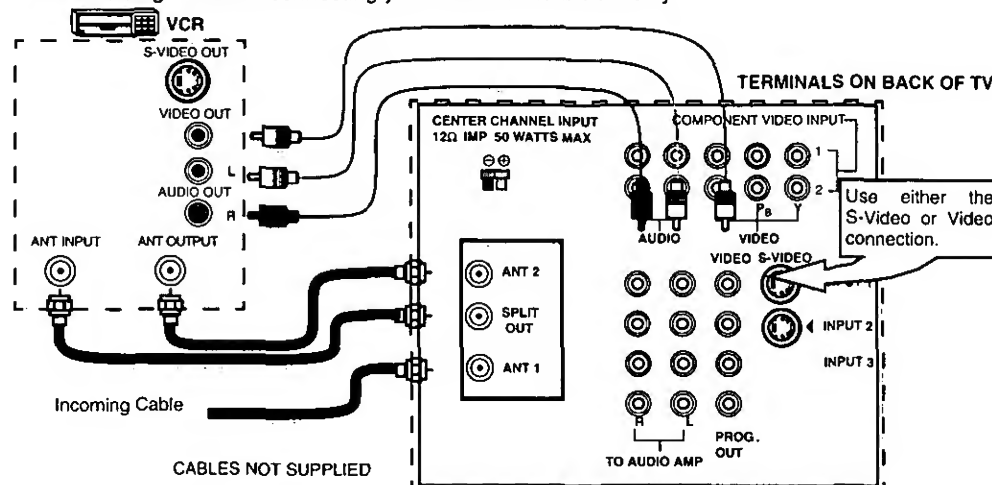 VCR
S-VIDEO OUT
VIDEO OUT
L
AUDIO OUT
R
ANT INPUT
ANT OUTPUT
TERMINALS ON BACK OF TV
CENTER CHANNEL INPUT
12Ω IMP 50 WATTS MAX
COMPONENT VIDEO INPUT
1
2
Use either the
S-Video or Video
connection.
PB
Y
AUDIO
VIDEO
VIDEO S-VIDEO
ANT 2
SPLIT
OUT
ANT 1
INPUT 2
INPUT 3
Incoming Cable
R
L
PROG.
OUT
TO AUDIO AMP
CABLES NOT SUPPLIED